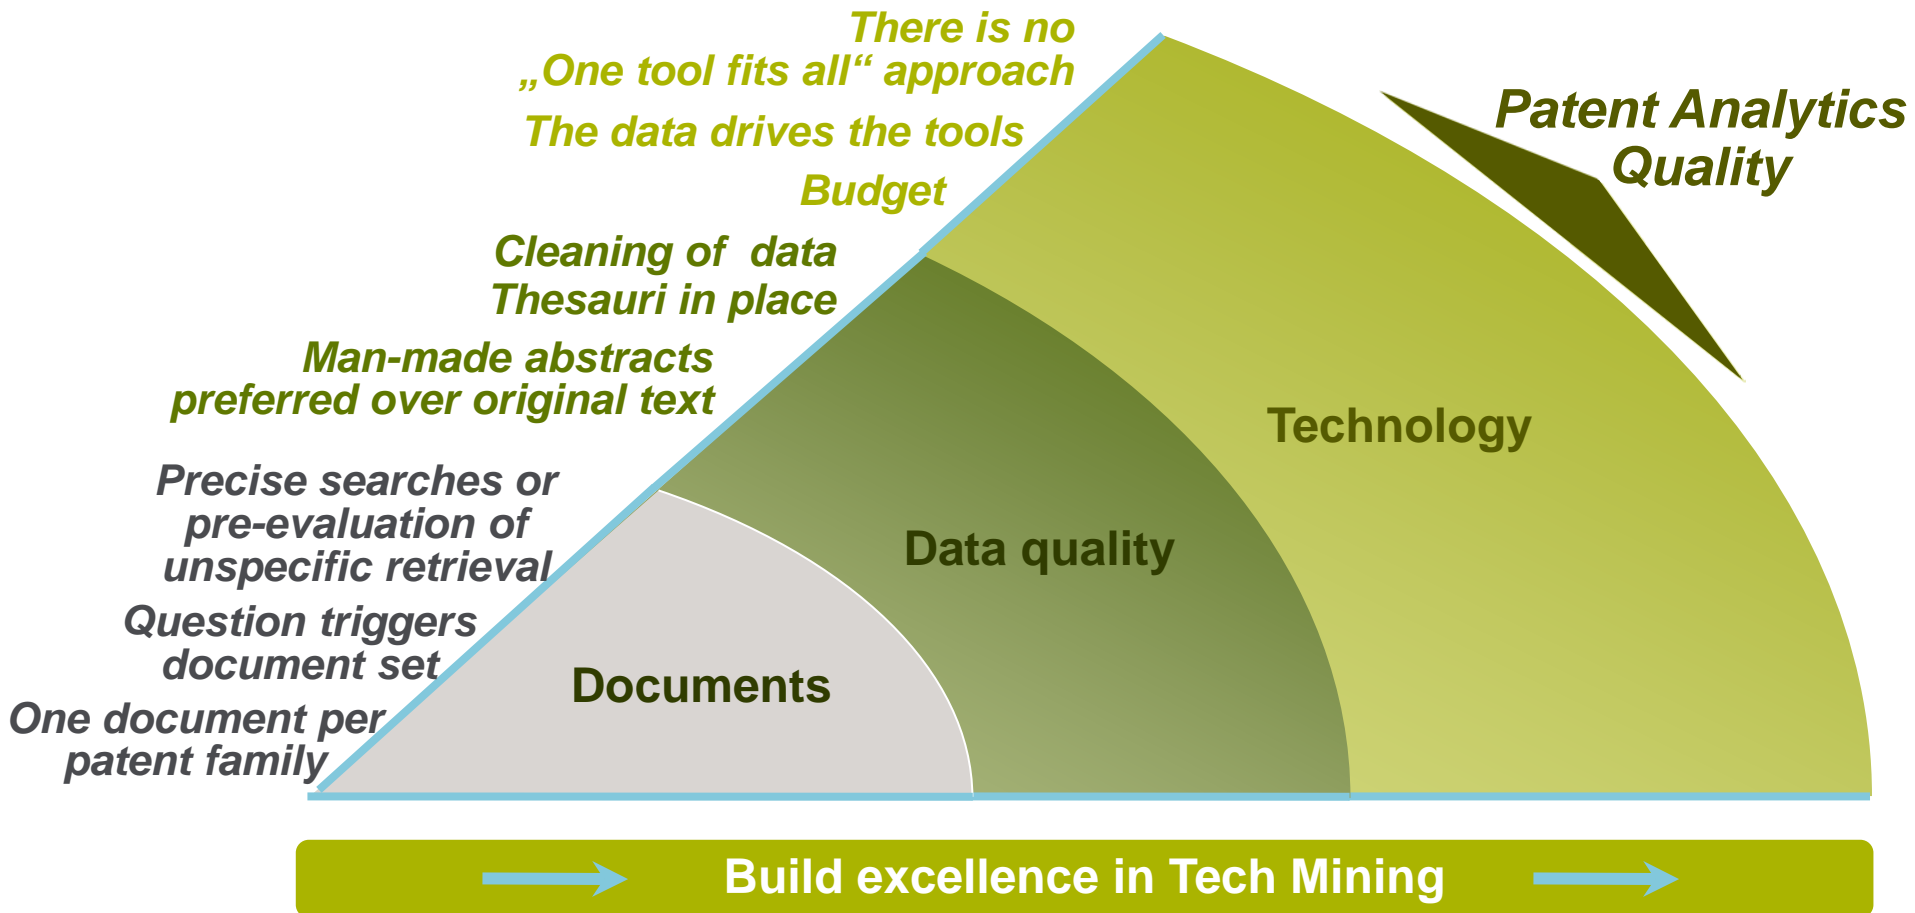 There is no
„One tool fits all“ approach
The data drives the tools
Budget
Cleaning of data
Thesauri in place
Man-made abstracts
preferred over original text
Precise searches or
pre-evaluation of
unspecific retrieval
Question triggers
document set
One document per
patent family
Patent Analytics
Quality
Technology
Data quality
Documents
Build excellence in Tech Mining